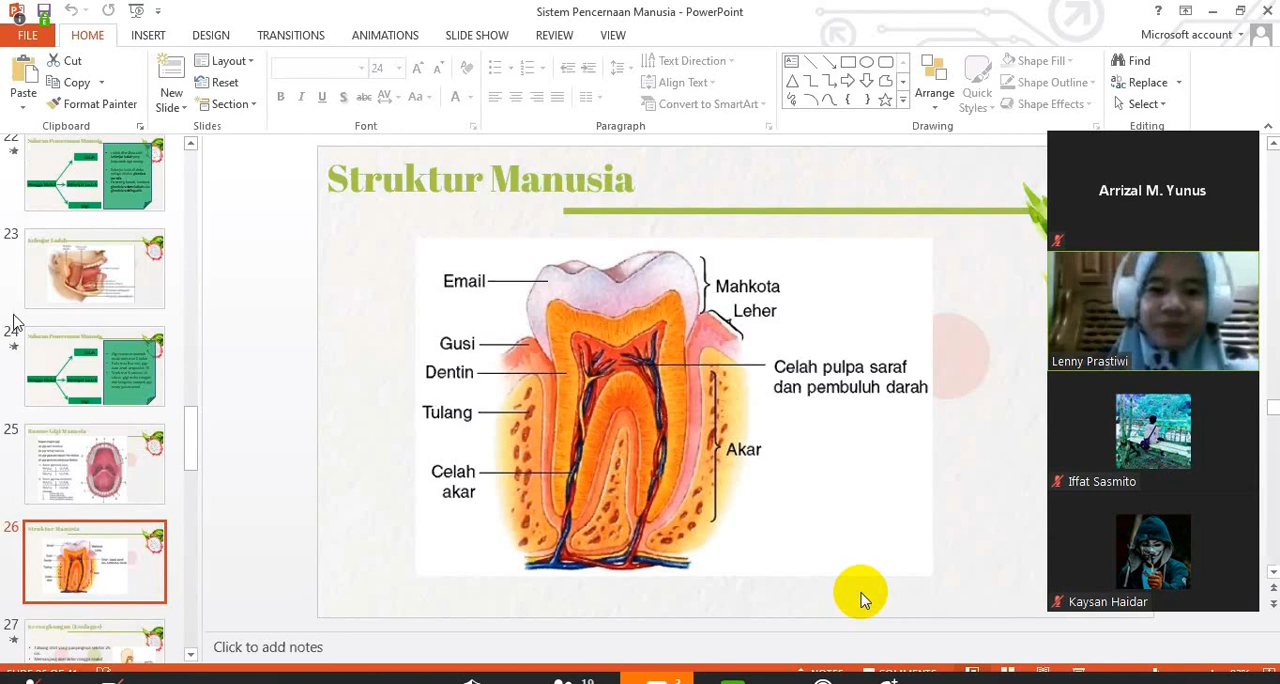 Sistem Pencernaan Manusia - PowerPoint
FILE HOME INSERT DESIGN TRANSITIONS ANIMATIONS SLIDE SHOW REVIEW VIEW
Microsoft account
Paste
Cut
Copy
Format Painter
Clipboard
New
Slide
Layout
Reset
Section
Slides
24
Font
Text Direction
Align Text
Convert to SmartArt
Paragraph
Arrange
Quick
Styles
Shape Fill
Shape Outline
Shape Effects
Drawing
Find
Replace
Select
Editing
22
23
24
25
26
Struktur Manusia
27
Struktur Manusia
Email
Gusi
Dentin
Tulang
Celah
akar
Mahkota
Leher
Celah pulpa saraf
dan pembuluh darah
Akar
Arrizal M. Yunus
Lenny Prastiwi
Iffat Sasmito
Kaysan Haidar
Click to add notes